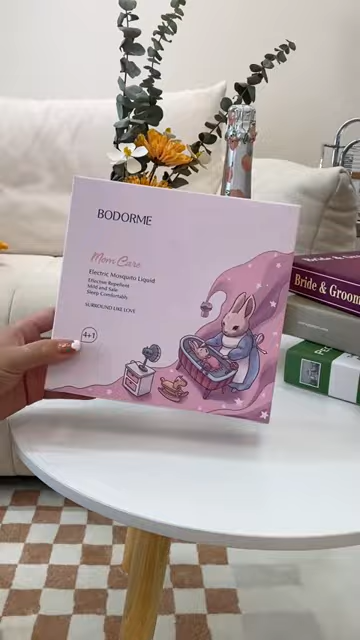 BODORME
Mom Care
Electric Mosquito Liquid
Effective Repellent
Mild and Safe
Sleep Comfortably
SURROUND LIKE LOVE
4+1
Bride & Groom